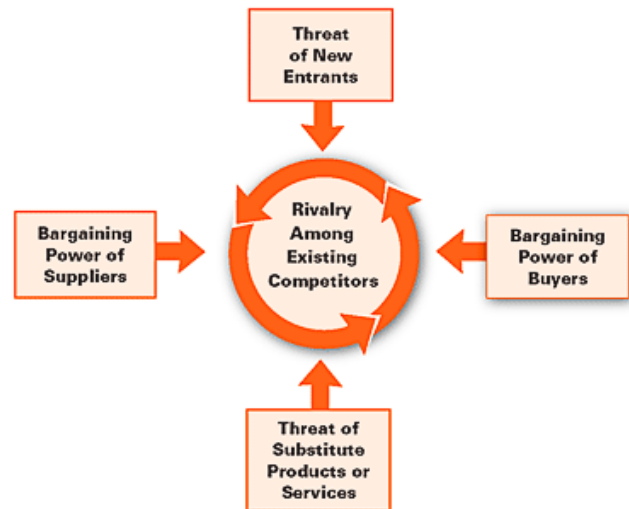 Threat
of New
Entrants
Bargaining
Power of
Suppliers
Rivalry
Among
Existing
Competitors
Bargaining
Power of
Buyers
Threat of
Substitute
Products or
Services